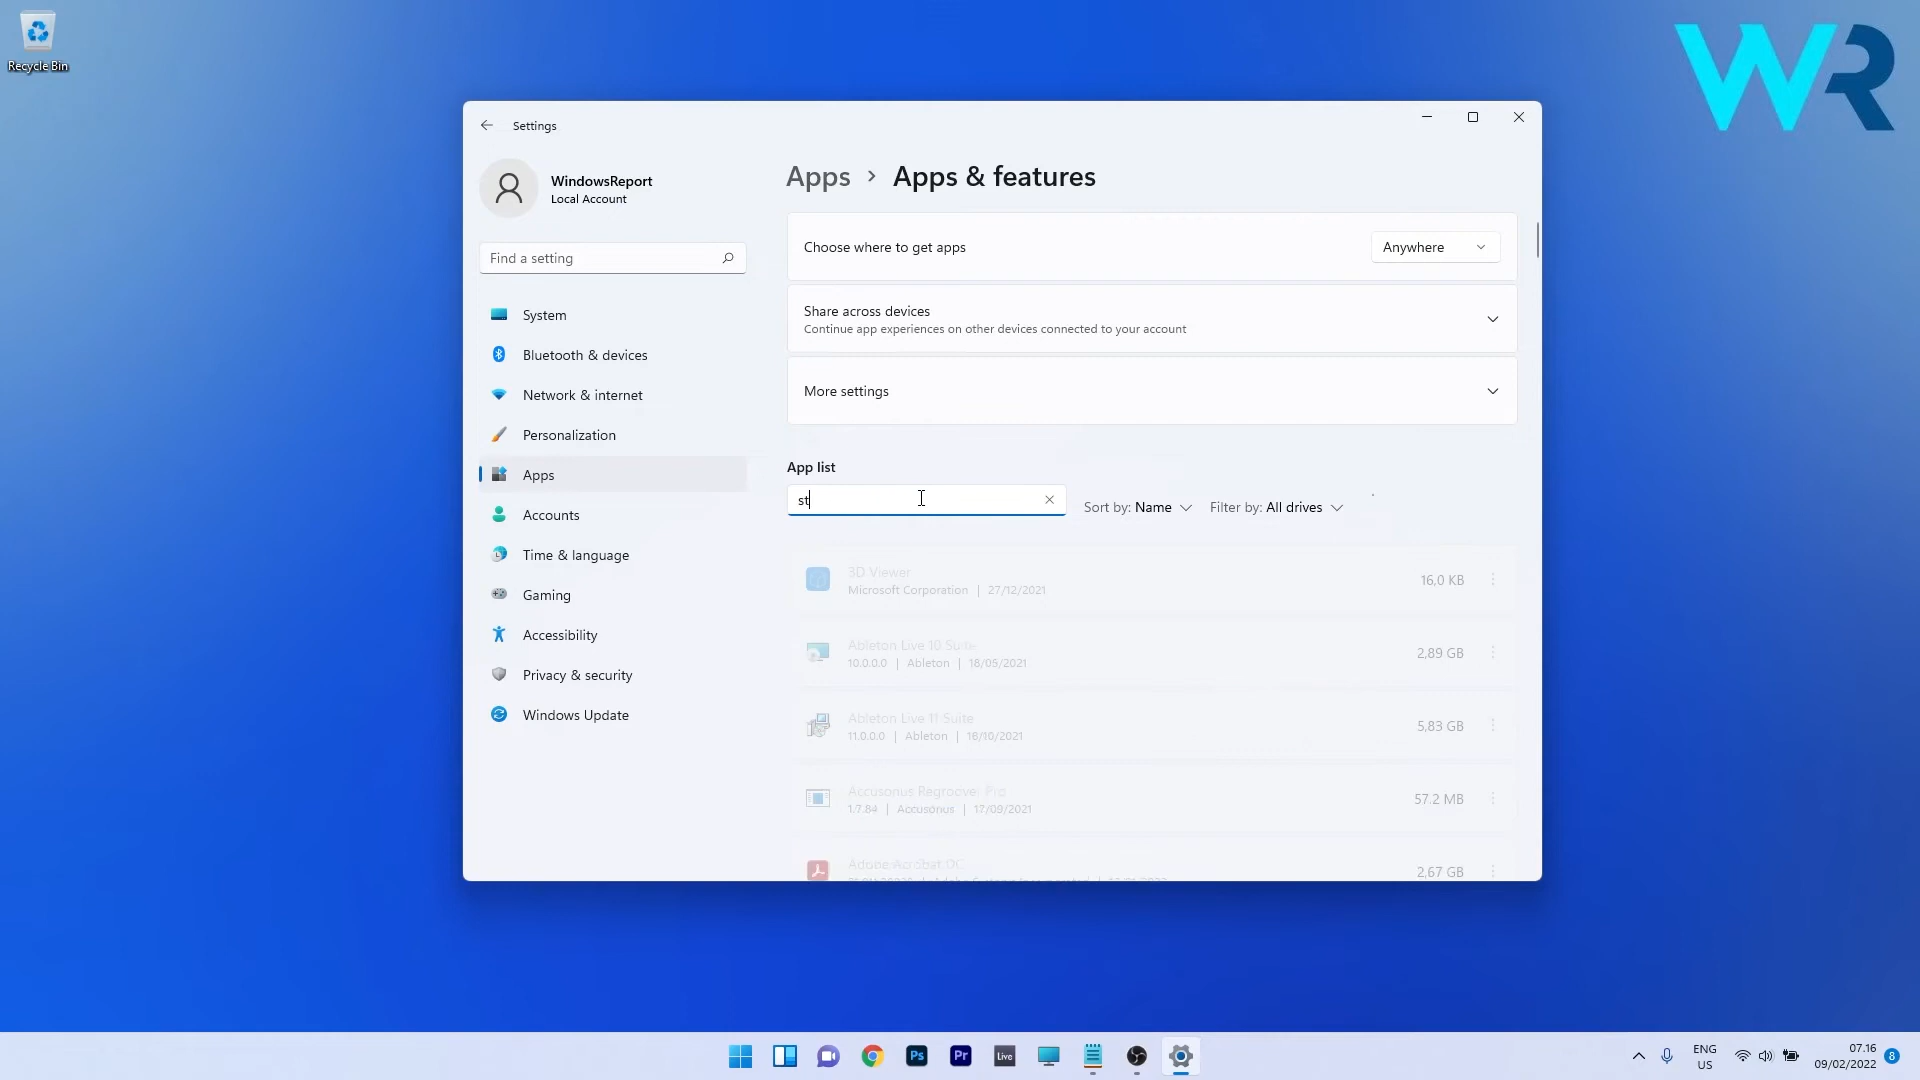 Recycle Bin
WR
Settings
WindowsReport
Local Account
Find a setting
System
Bluetooth & devices
Network & internet
Personalization
Apps
Accounts
Time & language
Gaming
Accessibility
Privacy & security
Windows Update
Apps > Apps & features
Choose where to get apps
Anywhere
Share across devices
Continue app experiences on other devices connected to your account
More settings
App list
st
Sort by: Name
Filter by: All drives
3D Viewer
Microsoft Corporation | 27/12/2021
16,0 KB
Ableton Live 10 Suite
10.0.0.0 | Ableton | 18/05/2021
2,89 GB
Ableton Live 11 Suite
11.0.0.0 | Ableton | 18/10/2021
5,83 GB
Accusonus Regroover Pro
1.7.84 | Accusonus | 17/09/2021
57.2 MB
Adobe Acrobat DC
2,67 GB
Ps
Pr
Live
ENG
US
07.16
09/02/2022
8